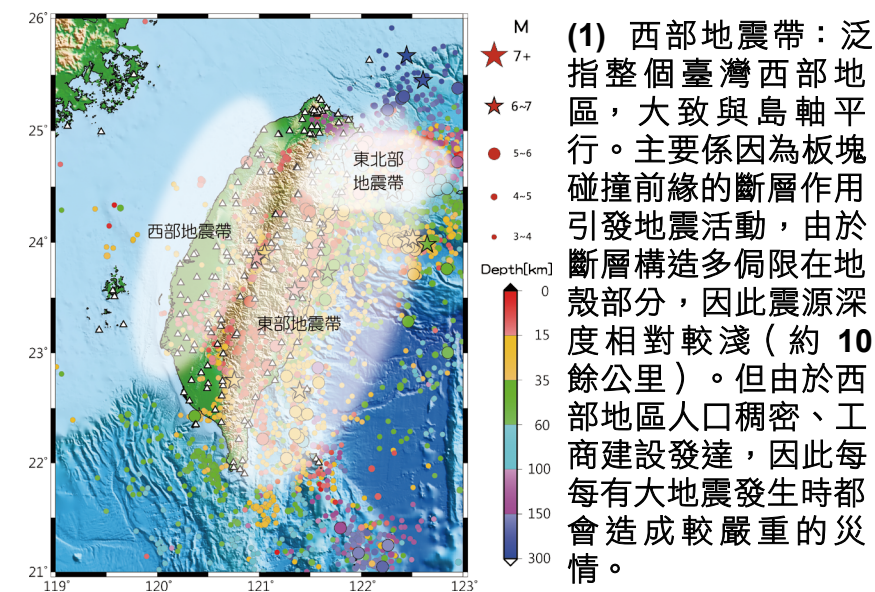 26°
25°
24°
23°
22°
21°
119°
120°
121°
122°
123°
東北部
地震帶
西部地震帶
東部地震帶
M
7+
6~7
5~6
4~5
3~4
Depth[km]
0
15
35
60
100
150
300
(1) 西部地震帶：泛
指整個臺灣西部地
區，大致與島軸平
行。主要係因為板塊
碰撞前緣的斷層作用
引發地震活動，由於
斷層構造多侷限在地
殼部分，因此震源深
度相對較淺（約 10
餘公里）。但由於西
部地區人口稠密、工
商建設發達，因此每
每有大地震發生時都
會造成較嚴重的災
情。